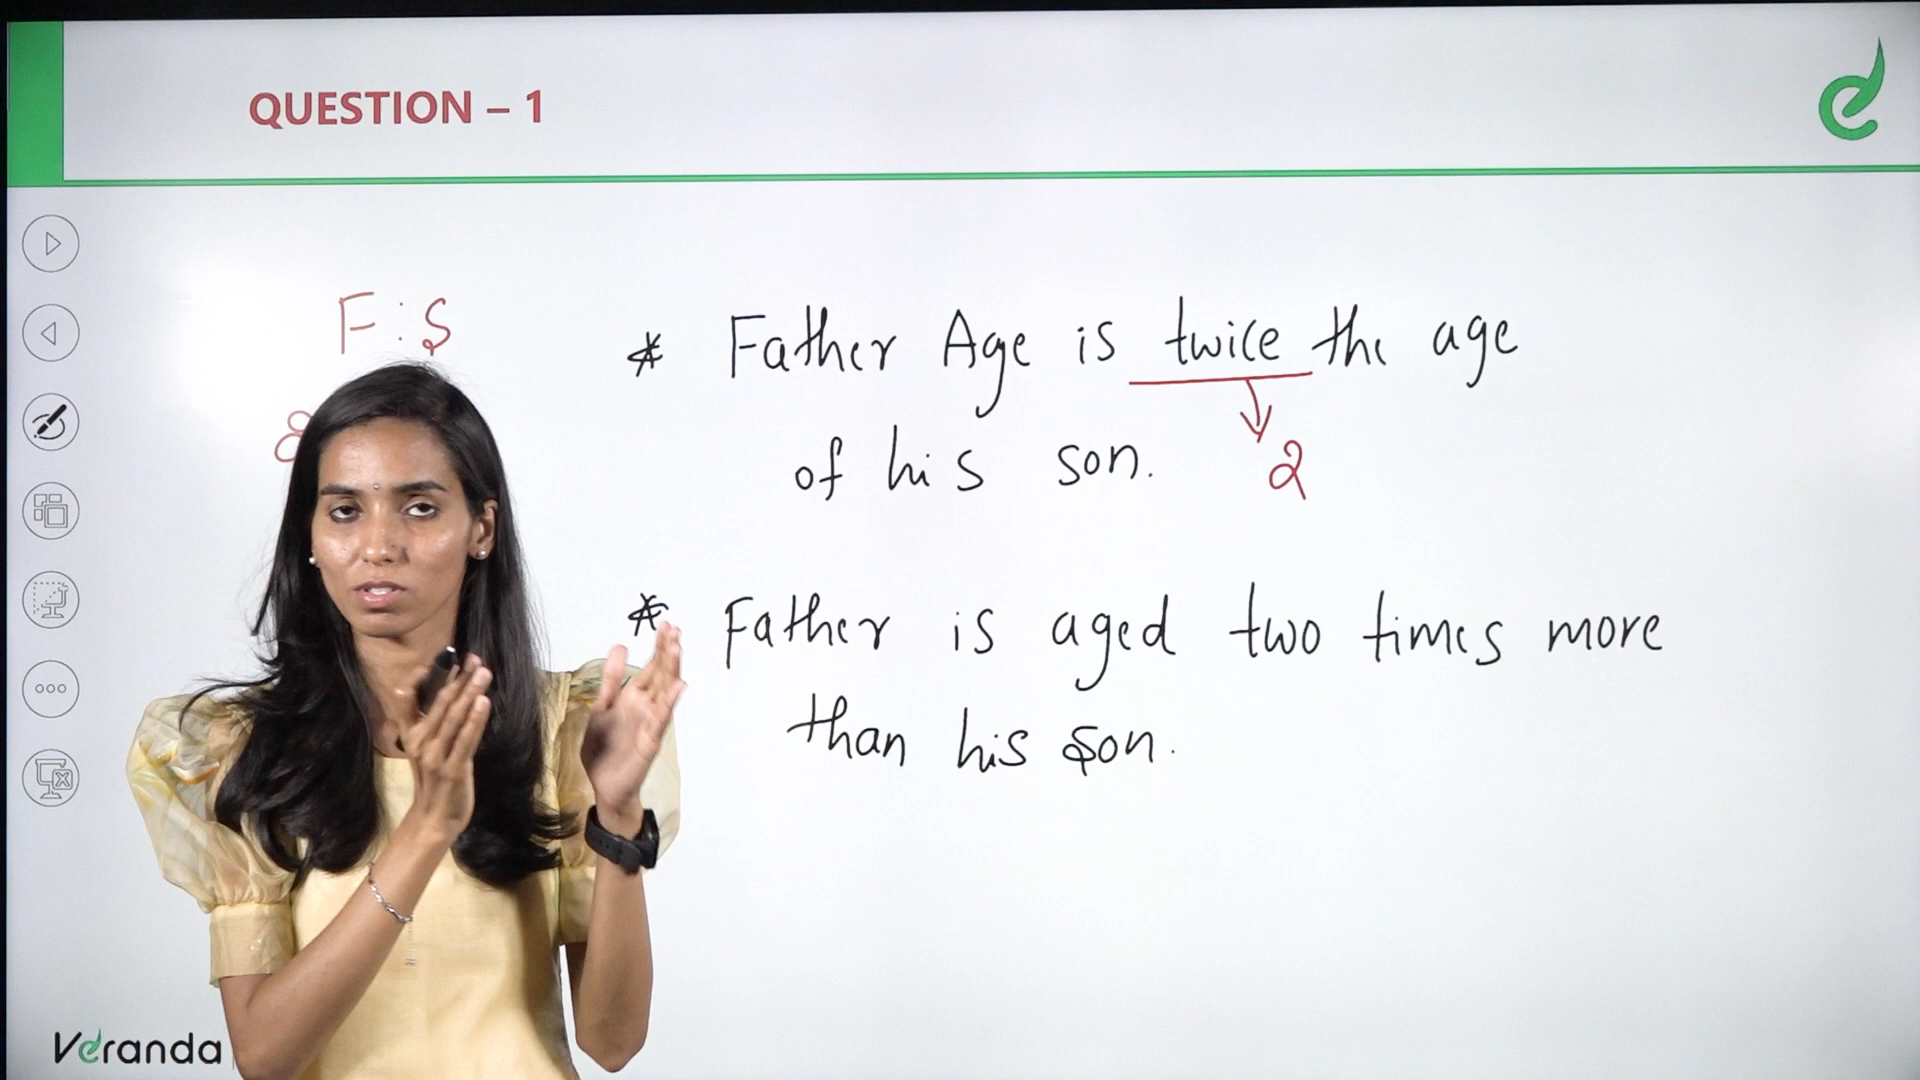 QUESTION – 1
F : S
* Father Age is twice the age
of his son. 2
* Father is aged two times more
than his son.
Veranda